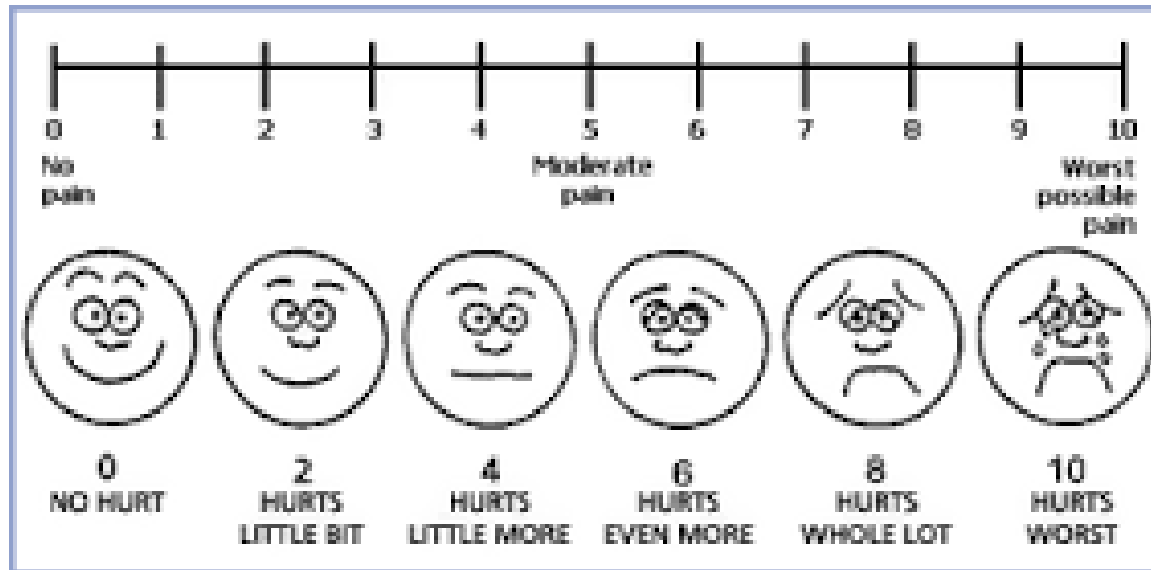 0 1 2 3 4 5 6 7 8 9 10
No Moderate Worst
pain pain possible
pain
0 2 4 6 8 10
NO HURT HURTS HURTS HURTS HURTS HURTS
LITTLE BIT LITTLE MORE EVEN MORE WHOLE LOT WORST